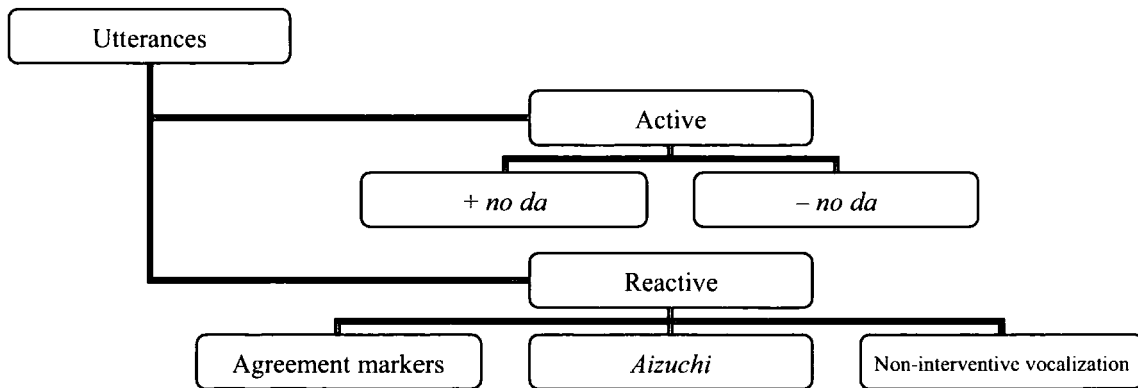 Utterances
Active
+ no da
– no da
Reactive
Agreement markers
Aizuchi
Non-interventive vocalization